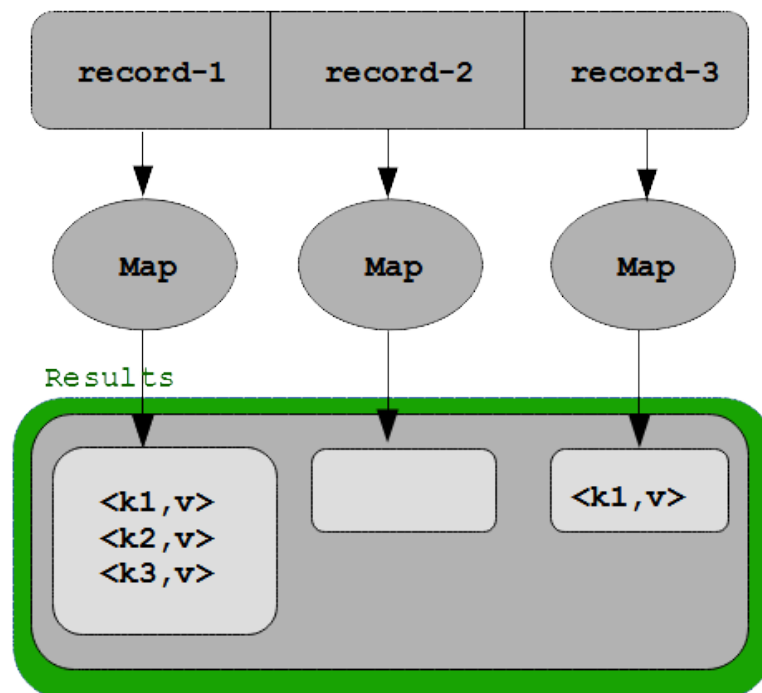 record-1 record-2 record-3
Map Map Map
Results
<k1,v>
<k2,v>
<k3,v>
<k1,v>